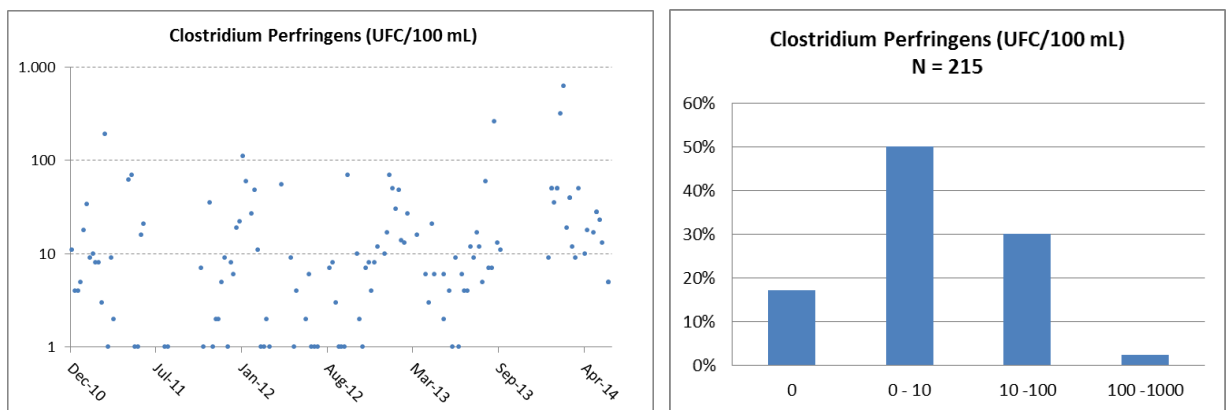 Clostridium Perfringens (UFC/100 mL)
1.000
100
10
1
Dec-10
Jul-11
Jan-12
Aug-12
Mar-13
Sep-13
Apr-14
Clostridium Perfringens (UFC/100 mL)
N = 215
60%
50%
40%
30%
20%
10%
0%
0
0 - 10
10 -100
100 -1000